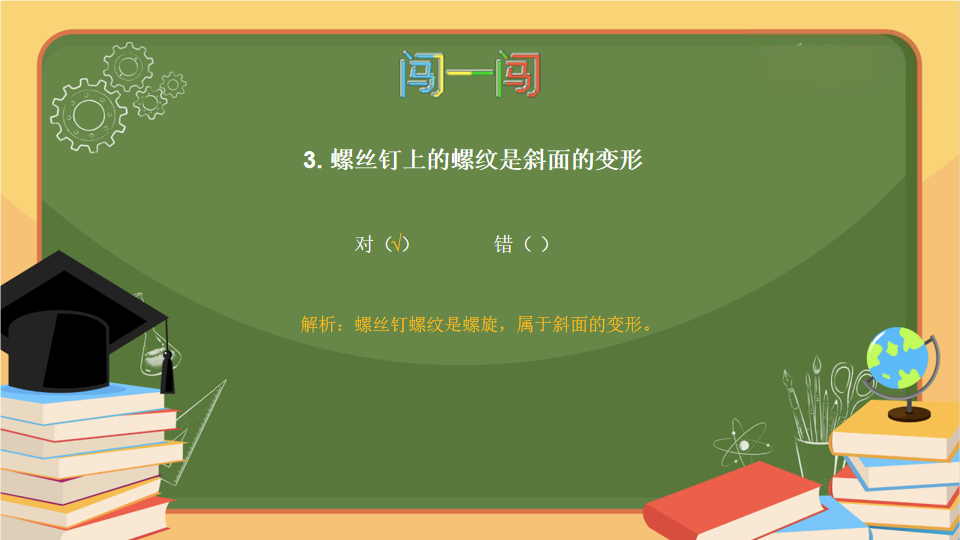 闯一闯
3. 螺丝钉上的螺纹是斜面的变形
对（√） 错（ ）
解析：螺丝钉螺纹是螺旋，属于斜面的变形。